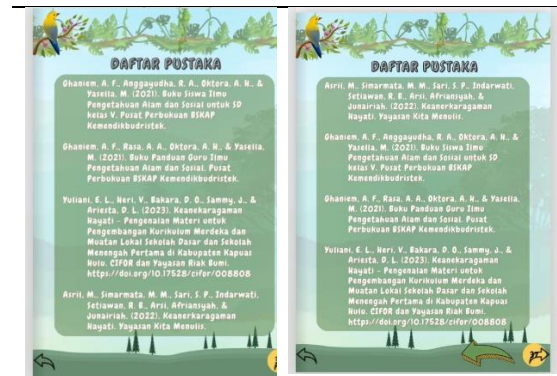 DAFTAR PUSTAKA
Ghaniem, A. F., Anggayudha, R. A., Oktora, A. N., &
Yasella, M. (2021). Buku Siswa Ilmu
Pengetahuan Alam dan Sosial untuk SD
kelas V. Pusat Perbukuan BSKAP
Kemendikbudristek.
Ghaniem, A. F., Rasa, A. A., Oktora, A. H., &
Yasella, M. (2021). Buku Panduan Guru Ilmu
Pengetahuan Alam dan Sosial. Pusat
Perbukuan BSKAP Kemendikbudristek.
Yuliani, E. L., Heri, V., Bakara, D. O., Sammy, J., &
Ariesta, D. L. (2023). Keanekaragaman
Hayati - Pengenalan Materi untuk
Pengembangan Kurikulum Merdeka dan
Muatan Lokal Sekolah Dasar dan Sekolah
Menengah Pertama di Kabupaten Kapuas
Hulu. CIFOR dan Yayasan Riak Bumi.
https://doi.org/10.17528/cifor/008808
Asril, M., Simarmata, M. M., Sari, S. P., Indarwati,
Setiawan, R. B., Arsi, Afriansyah, &
Junairiah. (2022). Keanerkaragaman
Hayati. Yayasan Kita Menulis.
DAFTAR PUSTAKA
Asril, M., Simarmata, M. M., Sari, S. P., Indarwati,
Setiawan, R. B., Arsi, Afriansyah, &
Junairiah. (2022). Keanerkaragaman
Hayati. Yayasan Kita Menulis.
Ghaniem, A. F., Anggayudha, R. A., Oktora, A. H., &
Yasella, M. (2021). Buku Siswa Ilmu
Pengetahuan Alam dan Sosial untuk SD
kelas V. Pusat Perbukuan BSKAP
Kemendikbudristek.
Ghaniem, A. F., Rasa, A. A., Oktora, A. H., & Yasella,
M. (2021). Buku Panduan Guru Ilmu
Pengetahuan Alam dan Sosial. Pusat
Perbukuan BSKAP Kemendikbudristek.
Yuliani, E. L., Heri, V., Bakara, D. O., Sammy, J., &
Ariesta, D. L. (2023). Keanekaragaman
Hayati - Pengenalan Materi untuk
Pengembangan Kurikulum Merdeka dan
Muatan Lokal Sekolah Dasar dan Sekolah
Menengah Pertama di Kabupaten Kapuas
Hulu. CIFOR dan Yayasan Riak Bumi.
https://doi.org/10.17528/cifor/008808